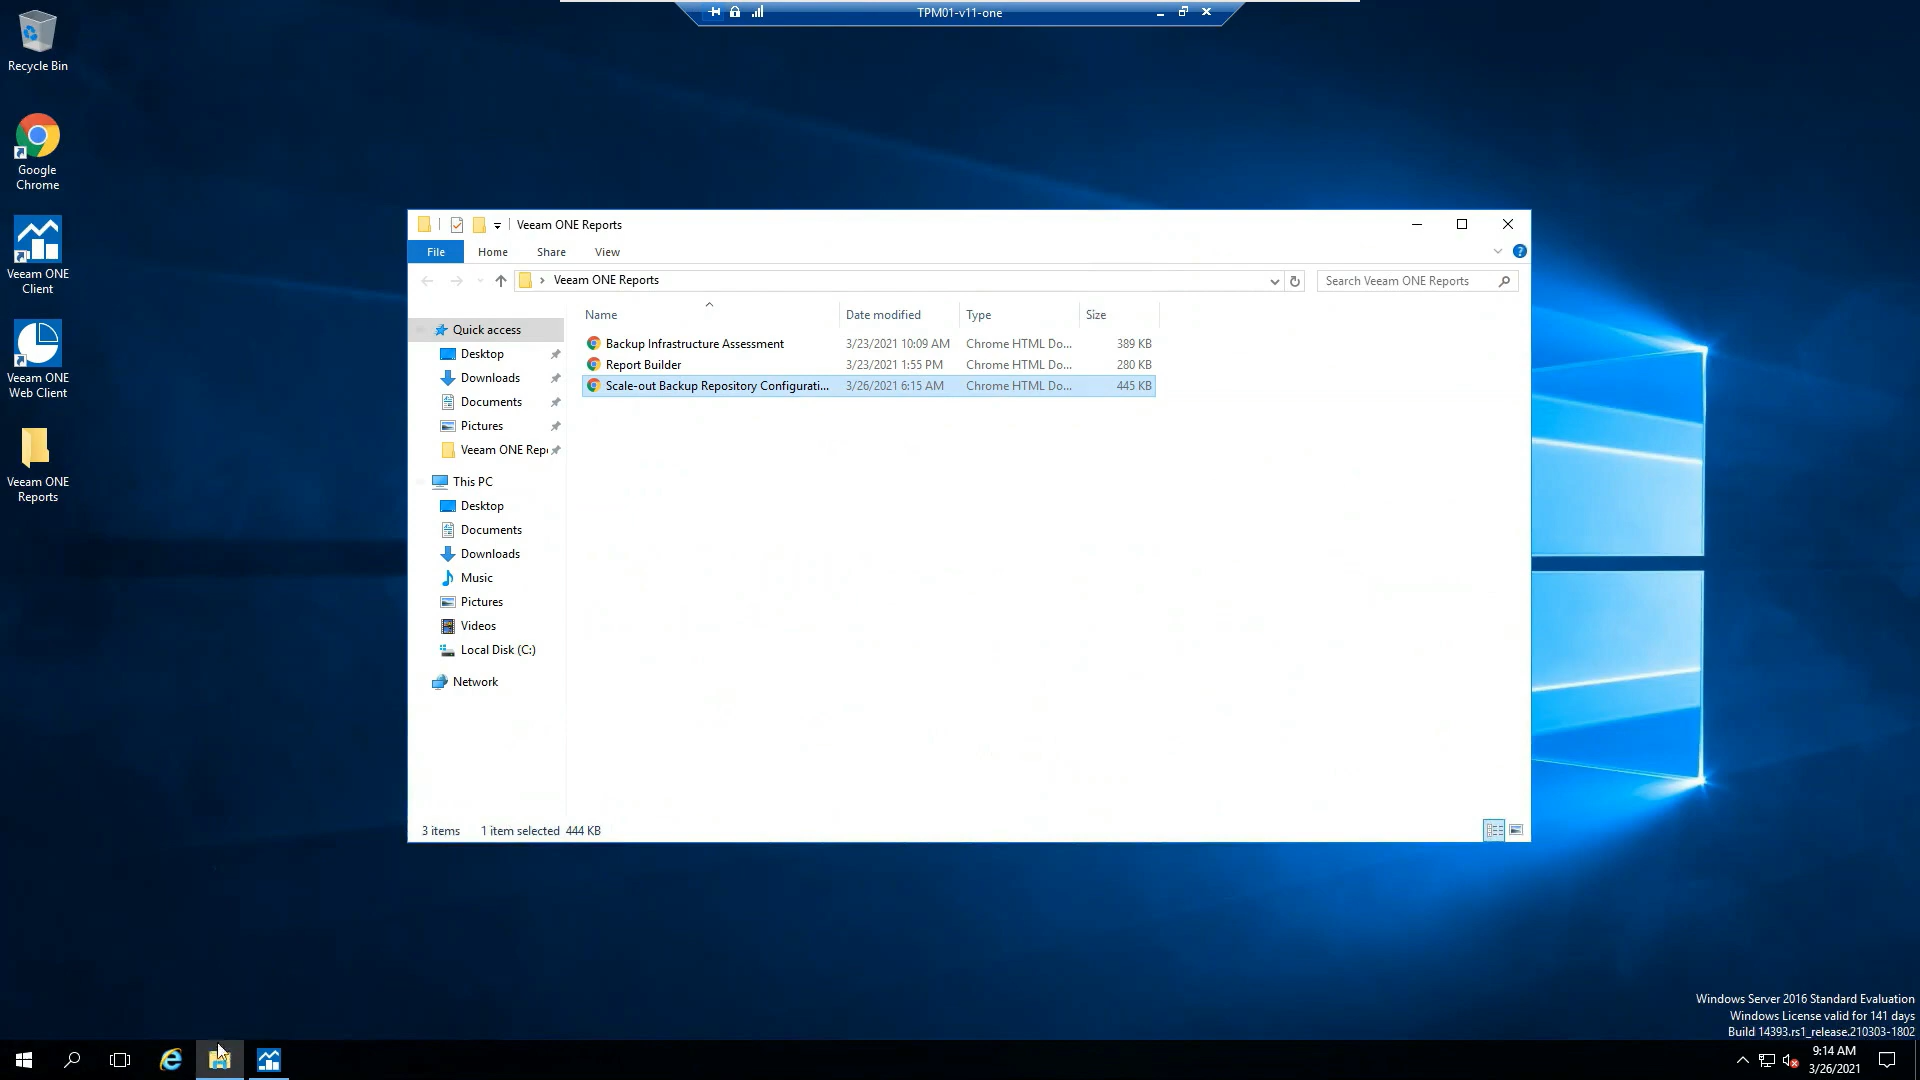 TPM01-v11-one
Recycle Bin
Google
Chrome
Veeam ONE
Client
Veeam ONE
Web Client
Veeam ONE
Reports
Veeam ONE Reports
File Home Share View
Veeam ONE Reports
Search Veeam ONE Reports
Name Date modified Type Size
Backup Infrastructure Assessment 3/23/2021 10:09 AM Chrome HTML Do... 389 KB
Report Builder 3/23/2021 1:55 PM Chrome HTML Do... 280 KB
Scale-out Backup Repository Configurati... 3/26/2021 6:15 AM Chrome HTML Do... 445 KB
Quick access
Desktop
Downloads
Documents
Pictures
Veeam ONE Rep
This PC
Desktop
Documents
Downloads
Music
Pictures
Videos
Local Disk (C:)
Network
3 items 1 item selected 444 KB
Windows Server 2016 Standard Evaluation
Windows License valid for 141 days
Build 14393.rs1_release.210303-1802
9:14 AM
3/26/2021